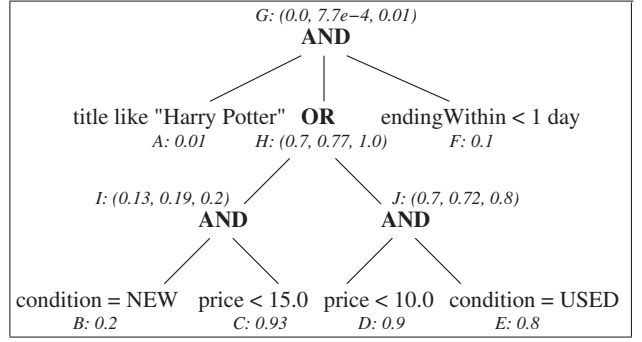 G: (0.0, 7.7e−4, 0.01)
AND
title like "Harry Potter" OR endingWithin < 1 day
A: 0.01 H: (0.7, 0.77, 1.0) F: 0.1
I: (0.13, 0.19, 0.2) J: (0.7, 0.72, 0.8)
AND AND
condition = NEW price < 15.0 price < 10.0 condition = USED
B: 0.2 C: 0.93 D: 0.9 E: 0.8